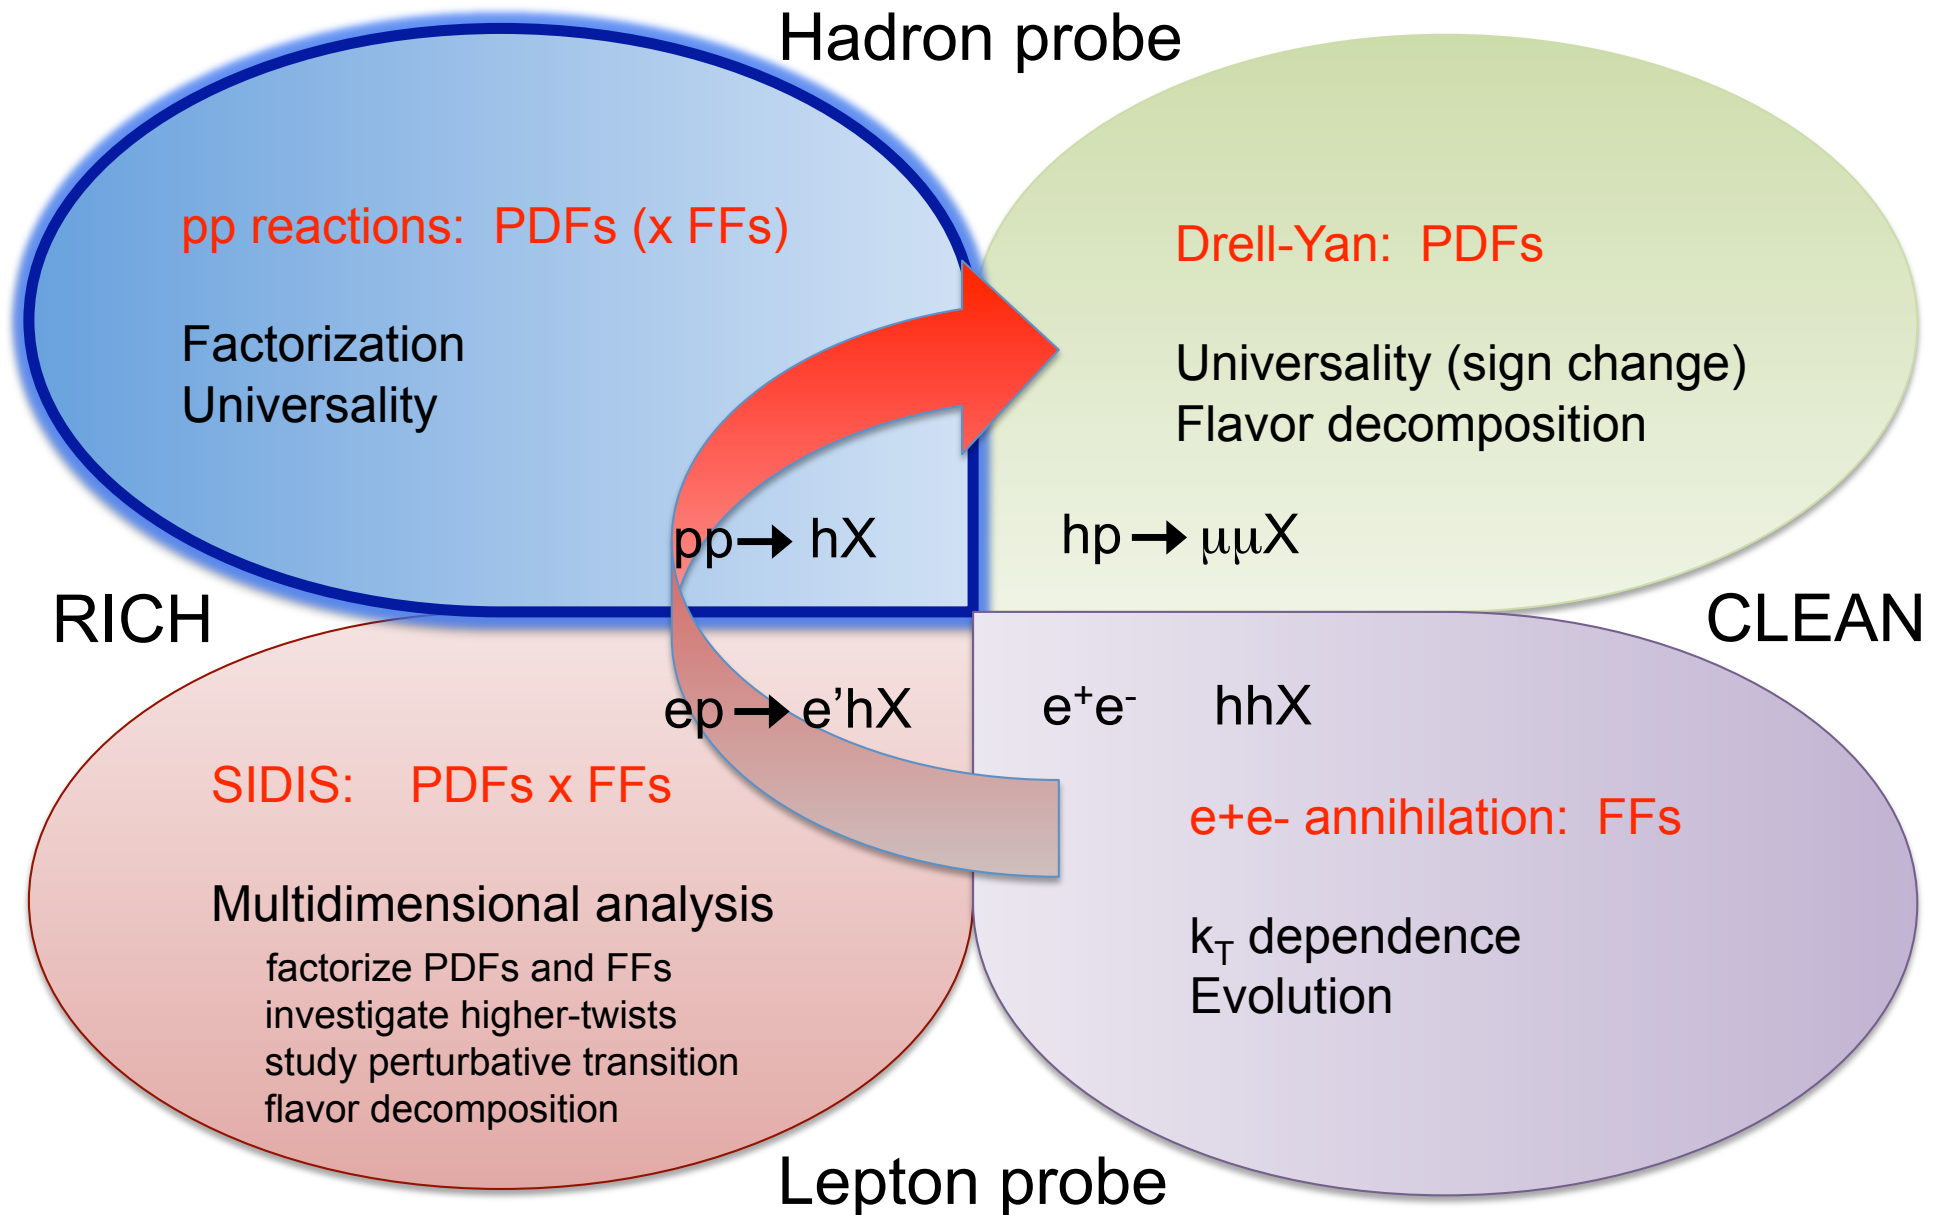 Hadron probe
pp reactions: PDFs (x FFs)
Factorization
Universality
pp → hX
Drell-Yan: PDFs
Universality (sign change)
Flavor decomposition
hp → μμX
RICH
CLEAN
ep → e’hX
SIDIS: PDFs x FFs
Multidimensional analysis
factorize PDFs and FFs
investigate higher-twists
study perturbative transition
flavor decomposition
e⁺e⁻ hhX
e+e- annihilation: FFs
k_T dependence
Evolution
Lepton probe